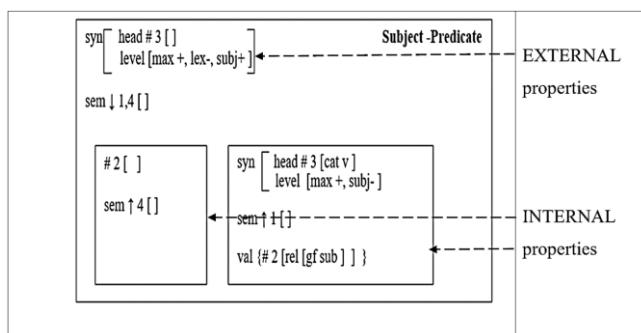 Subject -Predicate
syn head # 3 [ ]
level [max +, lex-, subj+]
sem ↓ 1,4 [ ]
EXTERNAL
properties
# 2 [ ]
sem ↑ 4 [ ]
syn head # 3 [cat v]
level [max +, subj-]
sem ↑ 1 [ ]
val {# 2 [rel [gf sub ] ] }
INTERNAL
properties